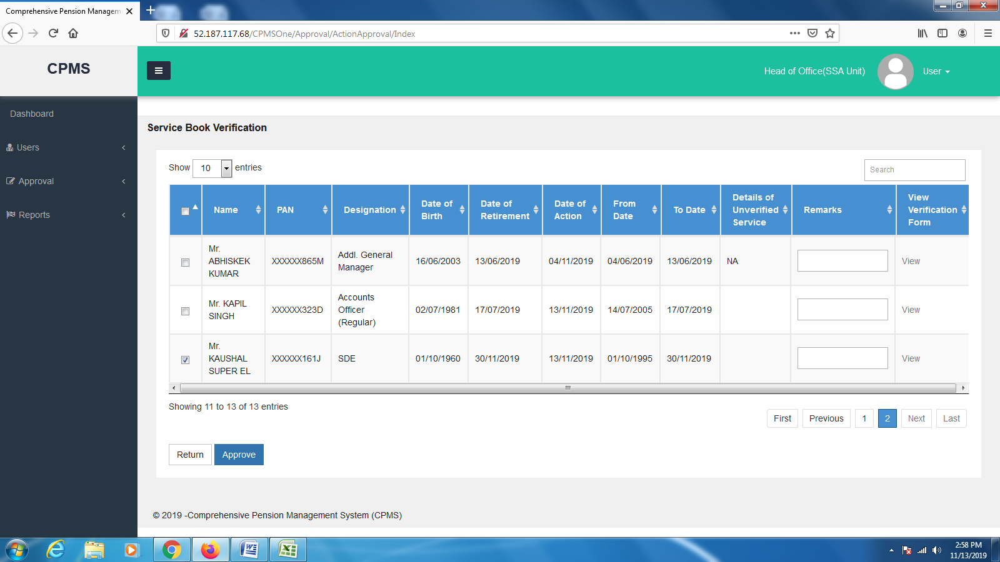 Comprehensive Pension Managem
52.187.117.68/CPMSOne/Approval/ActionApproval/Index
CPMS
Head of Office(SSA Unit)
User
Dashboard
Users
Approval
Reports
Service Book Verification
Show 10 entries
Search
Name
PAN
Designation
Date of Birth
Date of Retirement
Date of Action
From Date
To Date
Details of Unverified Service
Remarks
View Verification Form
Mr. ABHISKEK KUMAR
XXXXXX865M
Addl. General Manager
16/06/2003
13/06/2019
04/11/2019
04/06/2019
13/06/2019
NA
View
Mr. KAPIL SINGH
XXXXXX323D
Accounts Officer (Regular)
02/07/1981
17/07/2019
13/11/2019
14/07/2005
17/07/2019
View
Mr. KAUSHAL SUPER EL
XXXXXX161J
SDE
01/10/1960
30/11/2019
13/11/2019
01/10/1995
30/11/2019
View
Showing 11 to 13 of 13 entries
First
Previous
1
2
Next
Last
Return
Approve
© 2019 -Comprehensive Pension Management System (CPMS)
2:58 PM
11/13/2019